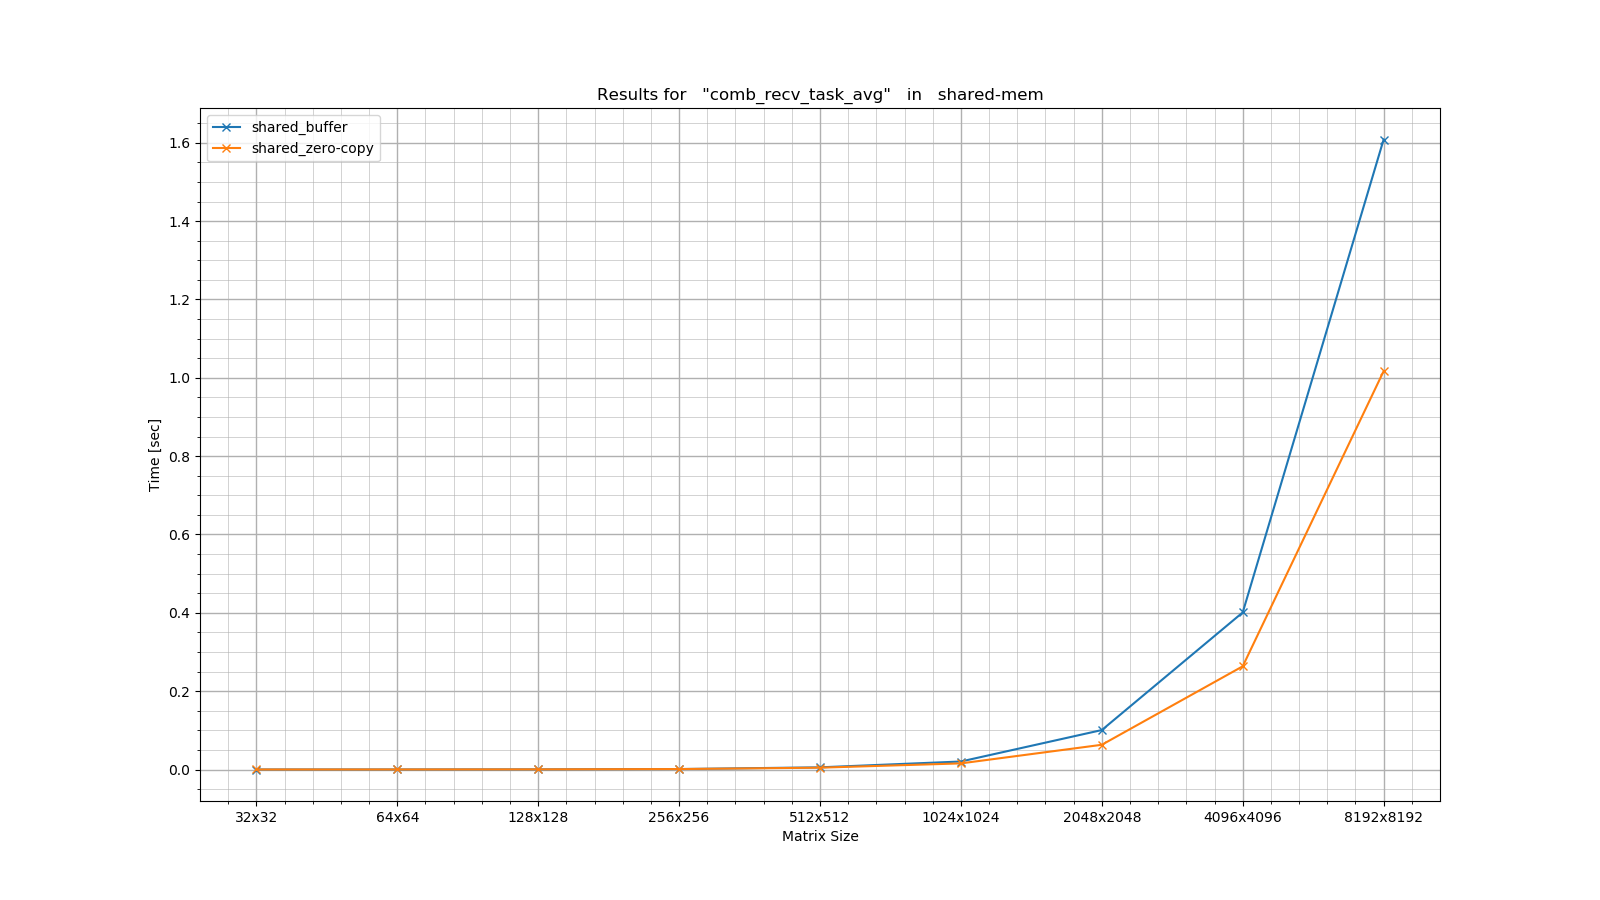 Results for "comb_recv_task_avg" in shared-mem
shared_buffer
shared_zero-copy
1.6
1.4
1.2
1.0
0.8
0.6
0.4
0.2
0.0
Time [sec]
32x32 64x64 128x128 256x256 512x512 1024x1024 2048x2048 4096x4096 8192x8192
Matrix Size